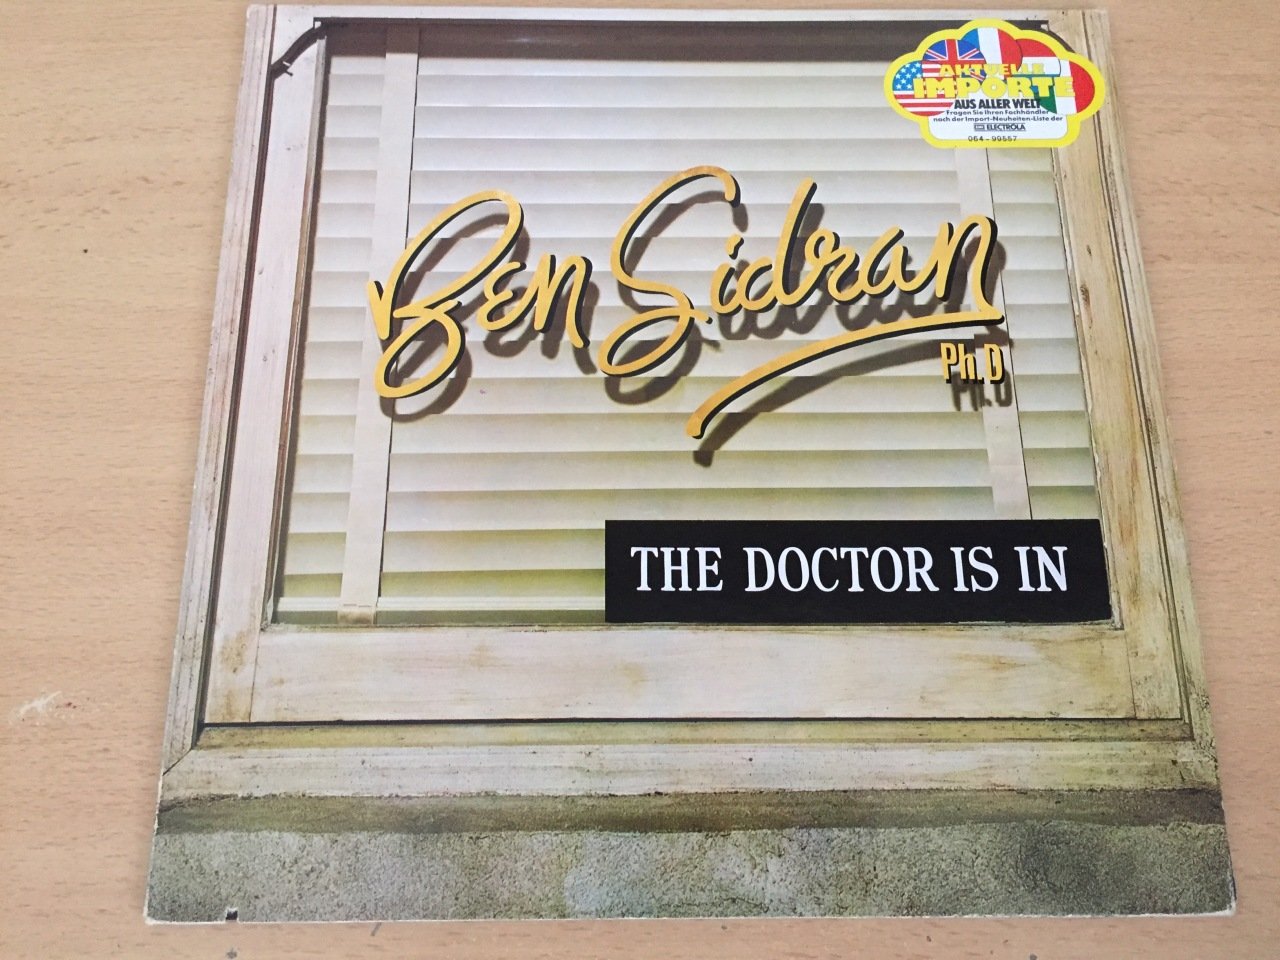 AKTUELLE
IMPORTE
AUS ALLER WELT
Fragen Sie Ihren Fachhändler
nach der Import-Neuheiten-Liste der
ELECTROLA
064-99557
Ben Sidran
Ph.D
THE DOCTOR IS IN